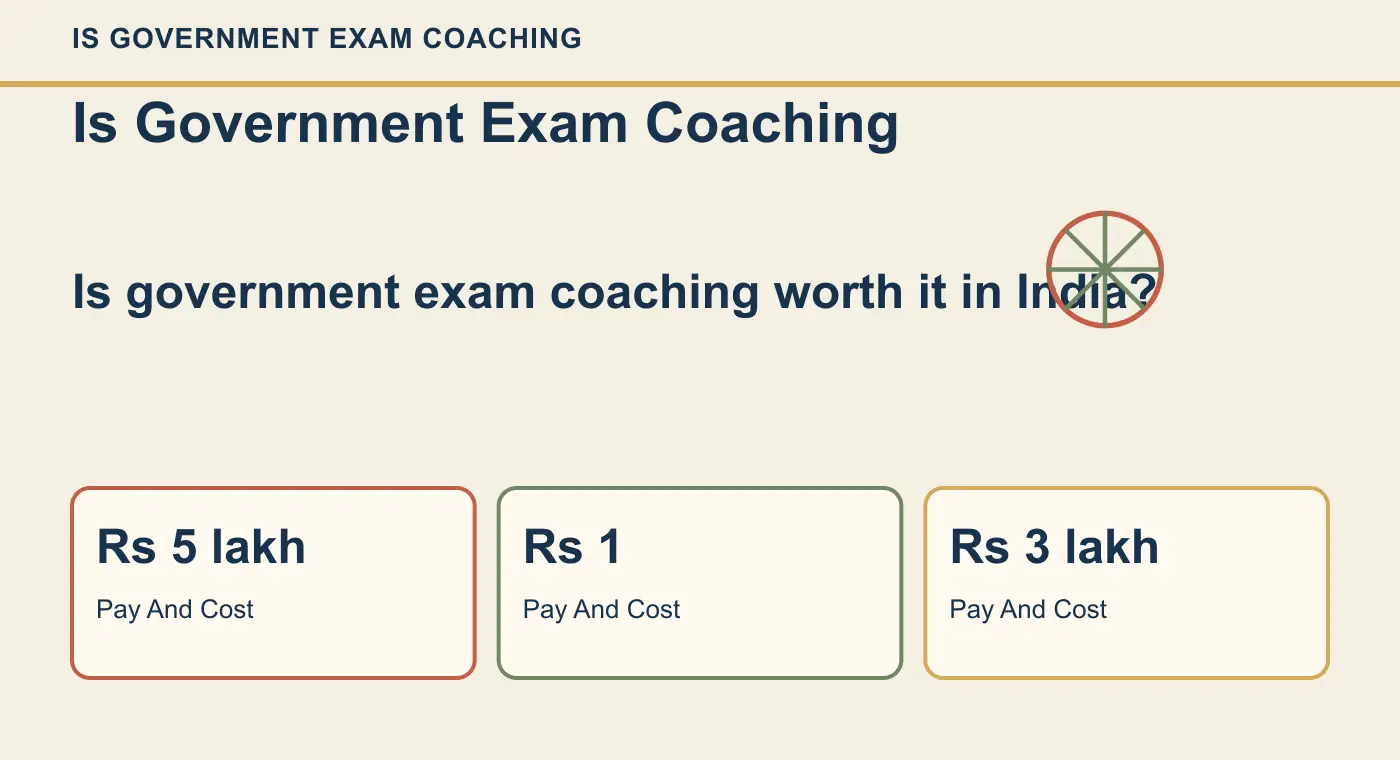 IS GOVERNMENT EXAM COACHING
Is Government Exam Coaching
Is government exam coaching worth it in India?
Rs 5 lakh
Pay And Cost
Rs 1
Pay And Cost
Rs 3 lakh
Pay And Cost